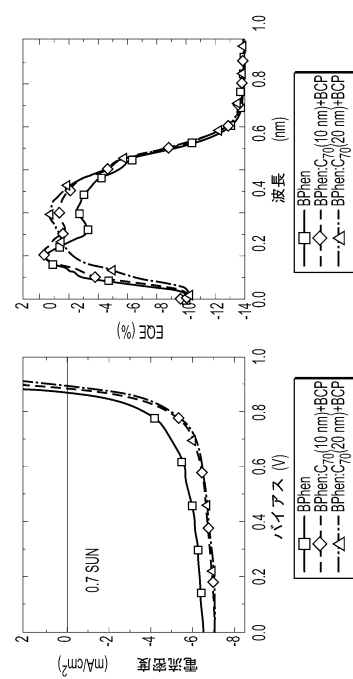 電流密度
(mA/cm²)
2
0
-2
-4
-6
-8
0.7 SUN
0.0
0.2
0.4
0.6
0.8
1.0
バイアス (V)
BPhen
BPhen:C70(10 nm)+BCP
BPhen:C70(20 nm)+BCP
EQE (%)
2
0
-2
-4
-6
-8
-10
-12
-14
0.0
0.2
0.4
0.6
0.8
1.0
波長
(nm)
BPhen
BPhen:C70(10 nm)+BCP
BPhen:C70(20 nm)+BCP